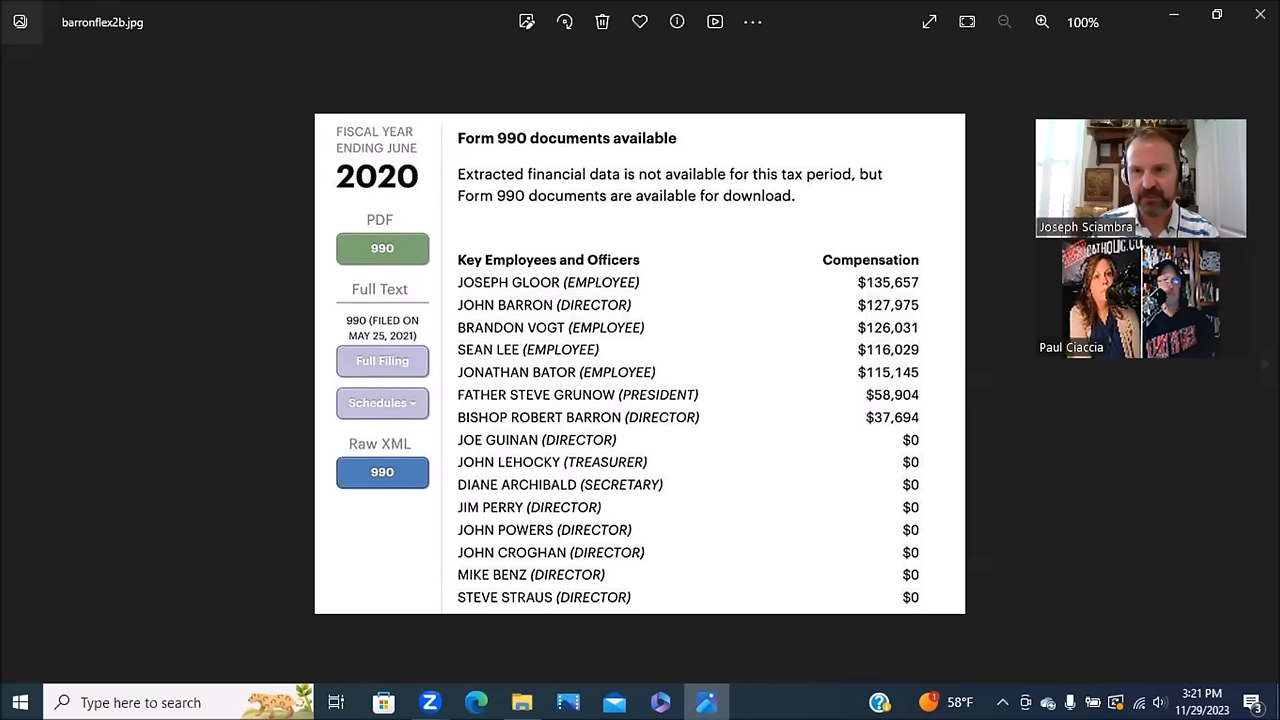 barronflex2b.jpg
100%
FISCAL YEAR
ENDING JUNE
2020
PDF
990
Full Text
990 (FILED ON
MAY 25, 2021)
Full Filing
Schedules
Raw XML
990
Form 990 documents available
Extracted financial data is not available for this tax period, but
Form 990 documents are available for download.
Key Employees and Officers Compensation
JOSEPH GLOOR (EMPLOYEE) $135,657
JOHN BARRON (DIRECTOR) $127,975
BRANDON VOGT (EMPLOYEE) $126,031
SEAN LEE (EMPLOYEE) $116,029
JONATHAN BATOR (EMPLOYEE) $115,145
FATHER STEVE GRUNOW (PRESIDENT) $58,904
BISHOP ROBERT BARRON (DIRECTOR) $37,694
JOE GUINAN (DIRECTOR) $0
JOHN LEHOCKY (TREASURER) $0
DIANE ARCHIBALD (SECRETARY) $0
JIM PERRY (DIRECTOR) $0
JOHN POWERS (DIRECTOR) $0
JOHN CROGHAN (DIRECTOR) $0
MIKE BENZ (DIRECTOR) $0
STEVE STRAUS (DIRECTOR) $0
Joseph Sciambra
Paul Ciaccia
Type here to search
1
58°F
3:21 PM
11/29/2023
3